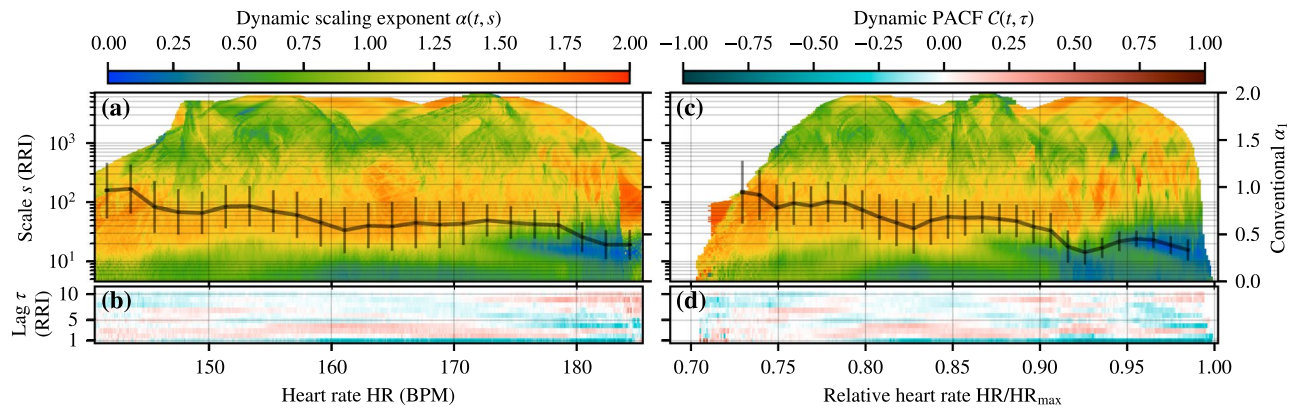 Dynamic scaling exponent α(t, s)
Dynamic PACF C(t, τ)
0.00 0.25 0.50 0.75 1.00 1.25 1.50 1.75 2.00
−1.00 −0.75 −0.50 −0.25 0.00 0.25 0.50 0.75 1.00
(a)
Scale s (RRI)
10³
10²
10¹
(c)
2.0
1.5
1.0
0.5
0.0
Conventional α₁
(b)
Lag τ
(RRI)
10
5
1
(d)
150 160 170 180
0.70 0.75 0.80 0.85 0.90 0.95 1.00
Heart rate HR (BPM)
Relative heart rate HR/HRₘₐₓ